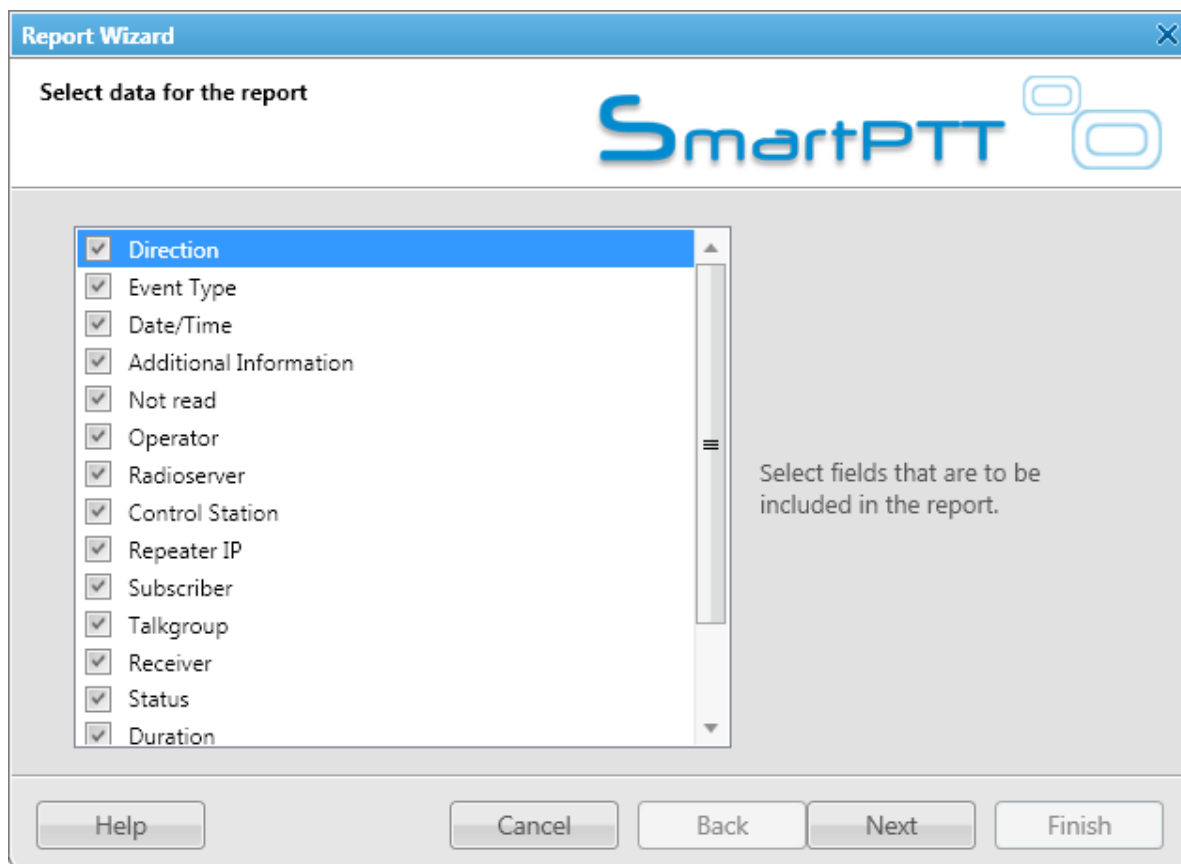 Report Wizard
Select data for the report
SmartPTT
Direction
Event Type
Date/Time
Additional Information
Not read
Operator
Radioserver
Control Station
Repeater IP
Subscriber
Talkgroup
Receiver
Status
Duration
Select fields that are to be
included in the report.
Help
Cancel
Back
Next
Finish